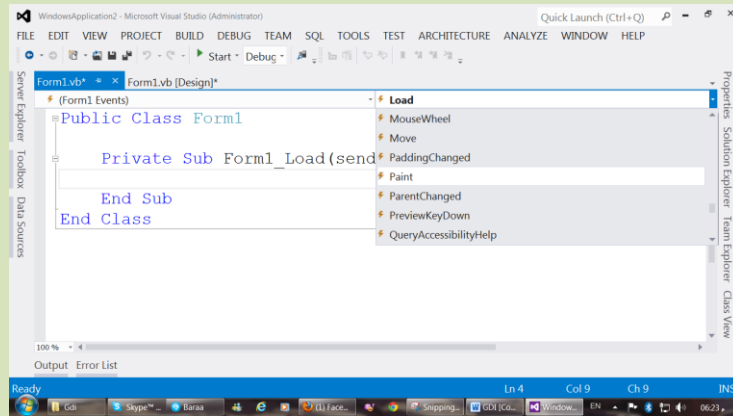 WindowsApplication2 - Microsoft Visual Studio (Administrator)
Quick Launch (Ctrl+Q)
FILE EDIT VIEW PROJECT BUILD DEBUG TEAM SQL TOOLS TEST ARCHITECTURE ANALYZE WINDOW HELP
Start Debug
Form1.vb* Form1.vb [Design]*
(Form1 Events)
Load
Public Class Form1
Private Sub Form1_Load(send
End Sub
End Class
MouseWheel
Move
PaddingChanged
Paint
ParentChanged
PreviewKeyDown
QueryAccessibilityHelp
Server Explorer
Toolbox
Data Sources
Properties
Solution Explorer
Team Explorer
Class View
100 %
Output Error List
Ready Ln 4 Col 9 Ch 9 INS
Gdi Skype™ ... Baraa (1) Face... Snipping... GDI [Co... Window... EN 06:23